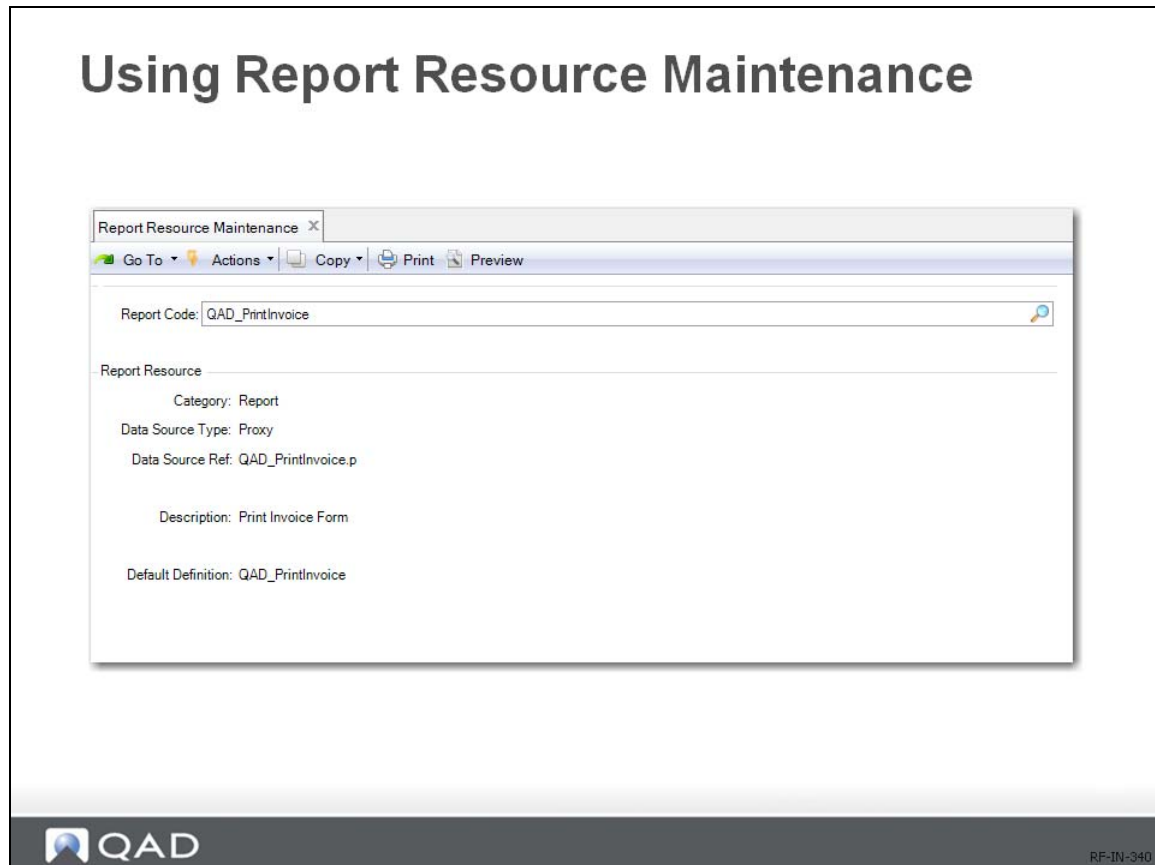 Using Report Resource Maintenance
Report Resource Maintenance X
Go To Actions Copy Print Preview
Report Code: QAD_PrintInvoice
Report Resource
Category: Report
Data Source Type: Proxy
Data Source Ref: QAD_PrintInvoice.p
Description: Print Invoice Form
Default Definition: QAD_PrintInvoice
QAD
RF-IN-340